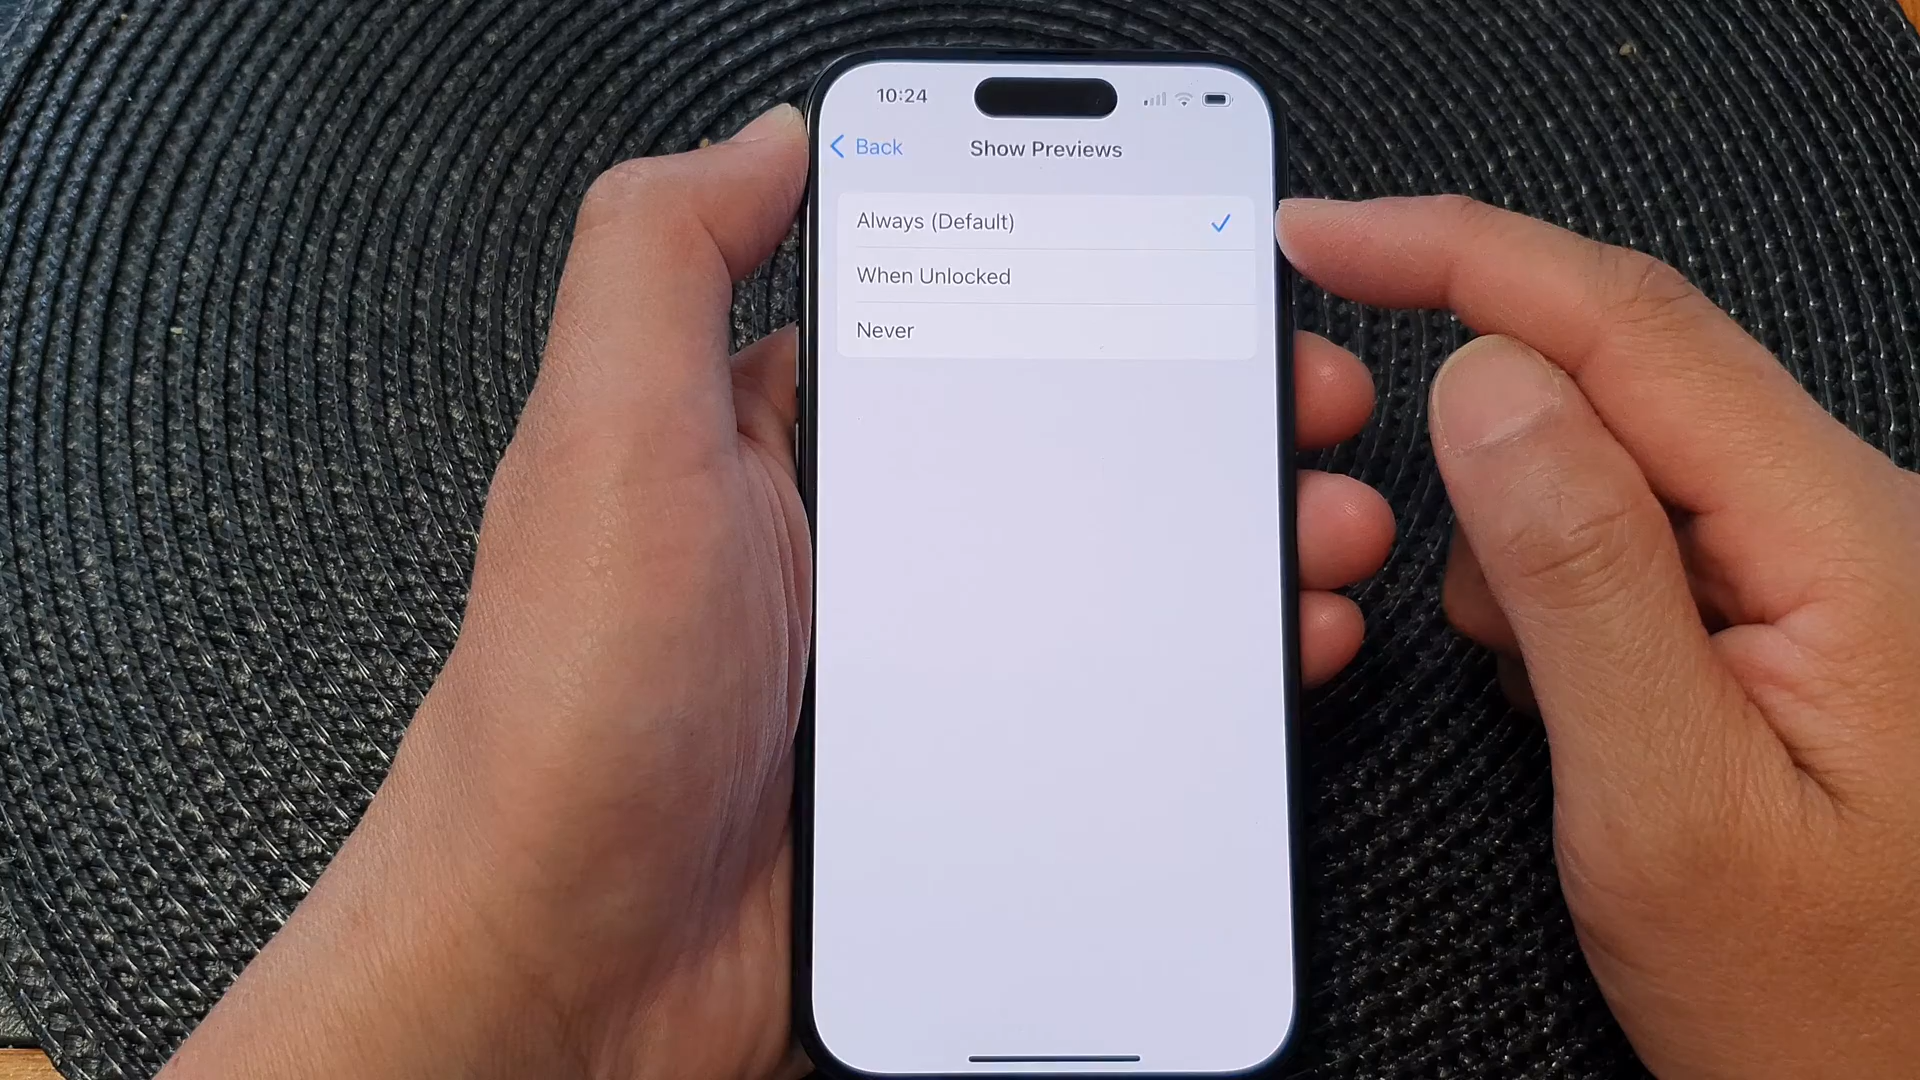 10:24
Back
Show Previews
Always (Default)
When Unlocked
Never